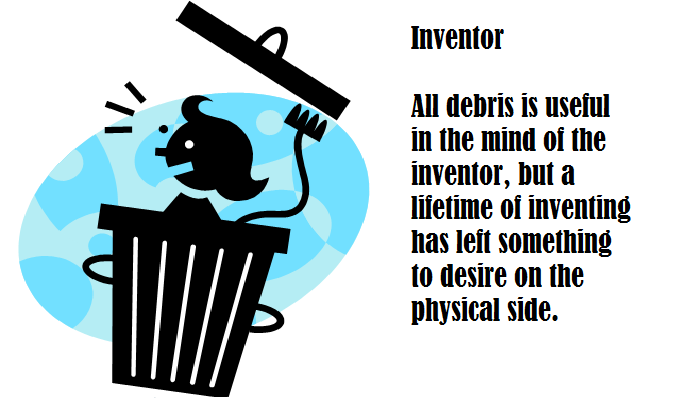 Inventor
All debris is useful
in the mind of the
inventor, but a
lifetime of inventing
has left something
to desire on the
physical side.